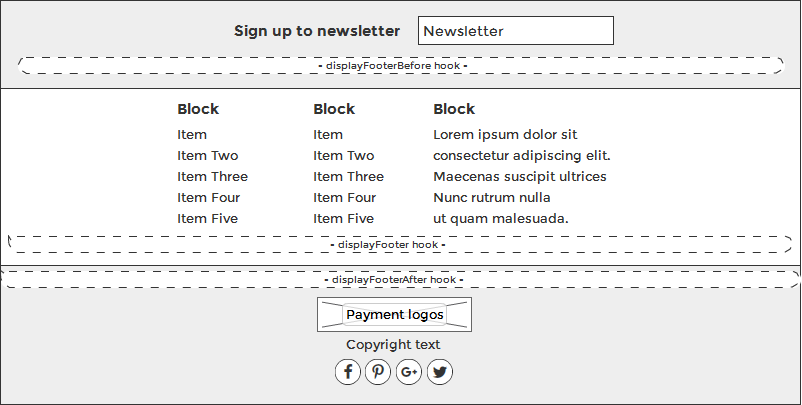 Sign up to newsletter Newsletter
- displayFooterBefore hook -
Block Block Block
Item Item Lorem ipsum dolor sit
Item Two Item Two consectetur adipiscing elit.
Item Three Item Three Maecenas suscipit ultrices
Item Four Item Four Nunc rutrum nulla
Item Five Item Five ut quam malesuada.
- displayFooter hook -
- displayFooterAfter hook -
Payment logos
Copyright text